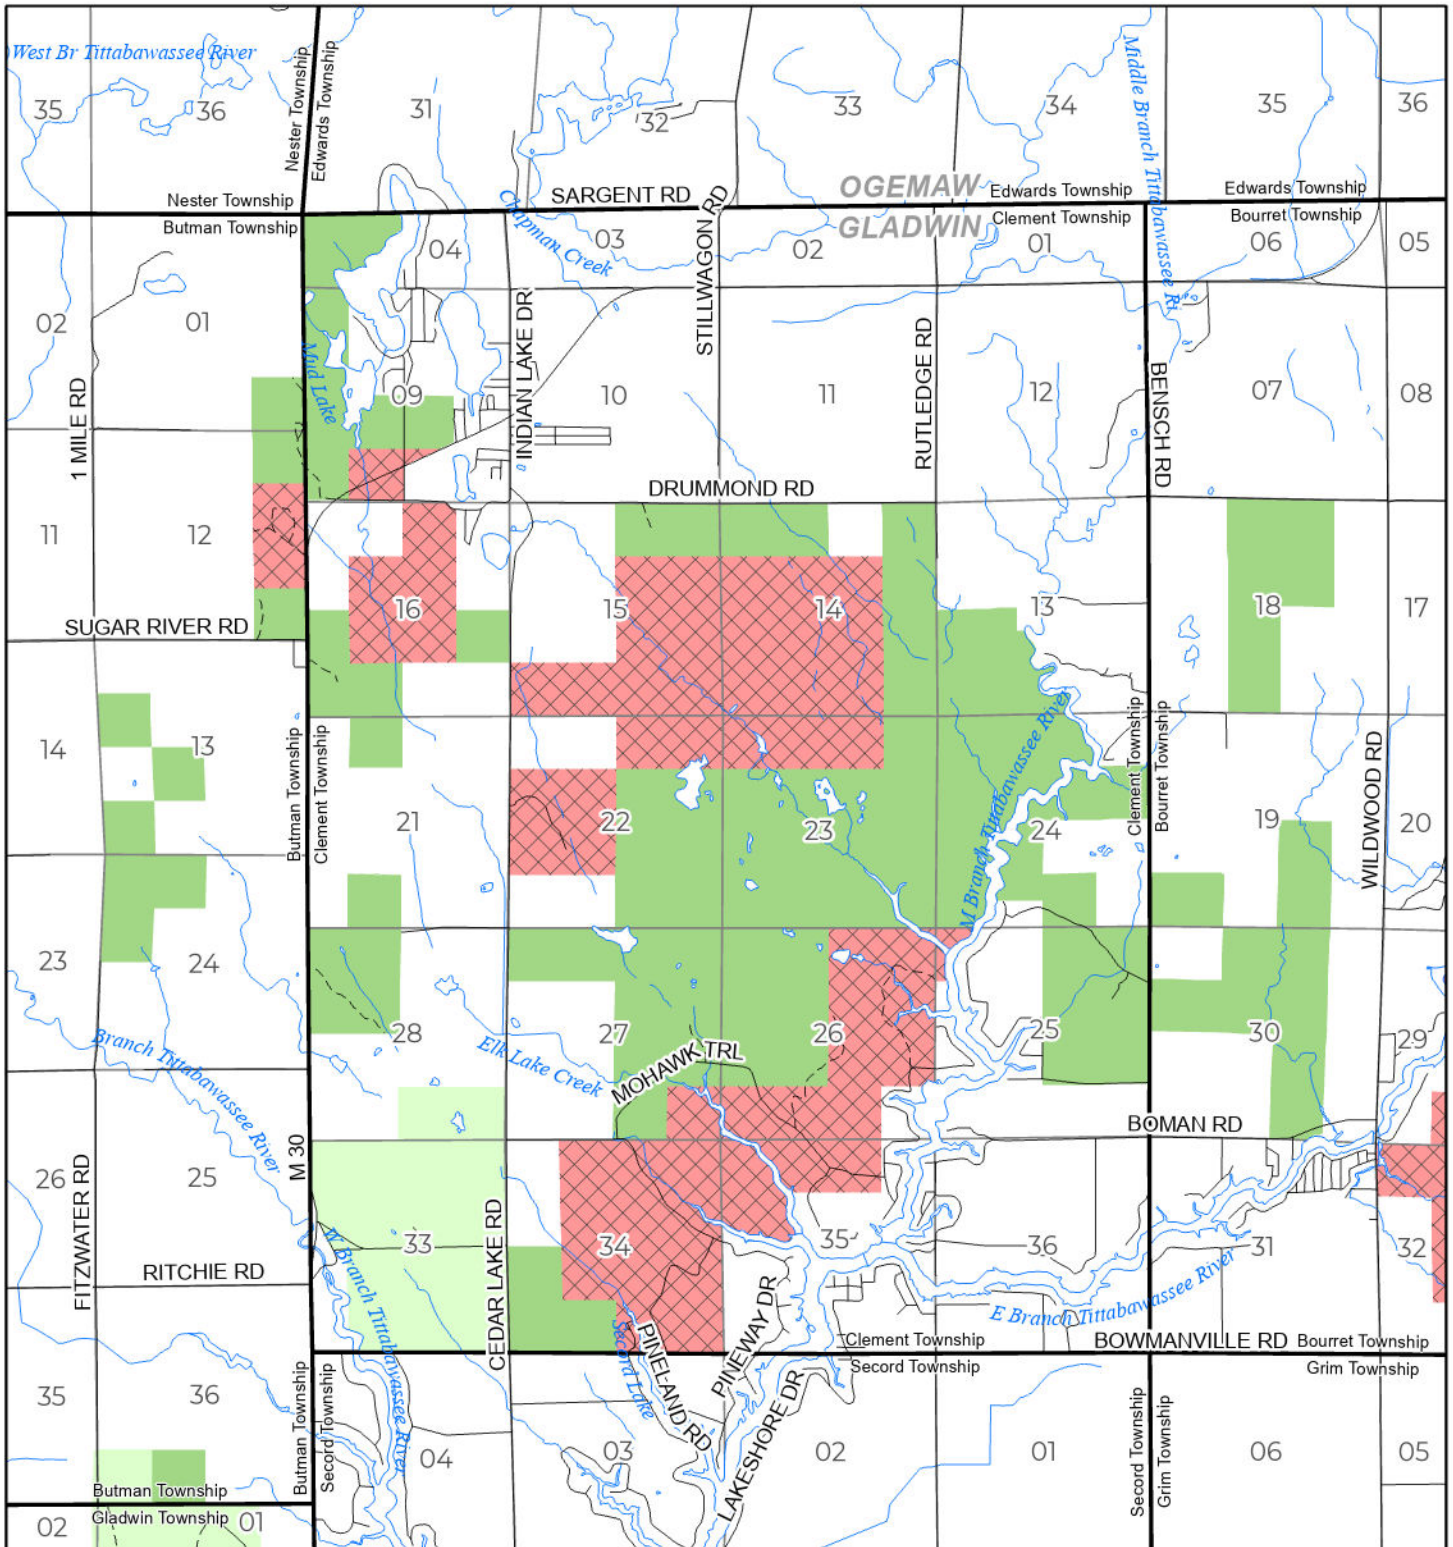 West Br Tittabawassee River
Middle Branch Tittabawassee Ri
35
36
Nester Township
Edwards Township
31
32
33
34
35
36
Nester Township
SARGENT RD
OGEMAW
Edwards Township
Edwards Township
Butman Township
Chapman Creek
STILLWAGON RD
GLADWIN
Clement Township
Bourret Township
04
03
02
01
06
05
02
01
1 MILE RD
Mud Lake
INDIAN LAKE DR
RUTLEDGE RD
BENSCH RD
09
10
11
12
07
08
DRUMMOND RD
11
12
16
15
14
13
18
17
SUGAR RIVER RD
14
13
Butman Township
Clement Township
M Branch Tittabawassee River
Clement Township
Bourret Township
WILDWOOD RD
21
22
23
24
19
20
23
24
28
Elk Lake Creek
27
MOHAWK TRL
26
25
30
29
Branch Tittabawassee River
BOMAN RD
26
FITZWATER RD
25
M 30
33
CEDAR LAKE RD
34
35
36
31
32
RITCHIE RD
W Branch Tittabawassee River
E Branch Tittabawassee River
Second Lake
PINELAND RD
PINEWAY DR
LAKESHORE DR
Clement Township
BOWMANVILLE RD
Bourret Township
Secord Township
Grim Township
35
36
Butman Township
Secord Township
04
03
02
01
Secord Township
Grim Township
06
05
Butman Township
Gladwin Township
02
01